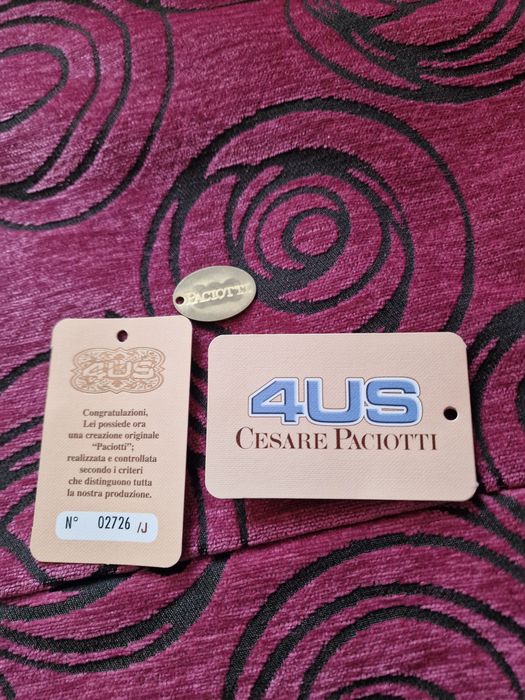 PACIOTTI
4US
Congratulazioni,
Lei possiede ora
una creazione originale
“Paciotti”;
realizzata e controllata
secondo i criteri
che distinguono tutta
la nostra produzione.
N° 02726 /J
4US
CESARE PACIOTTI